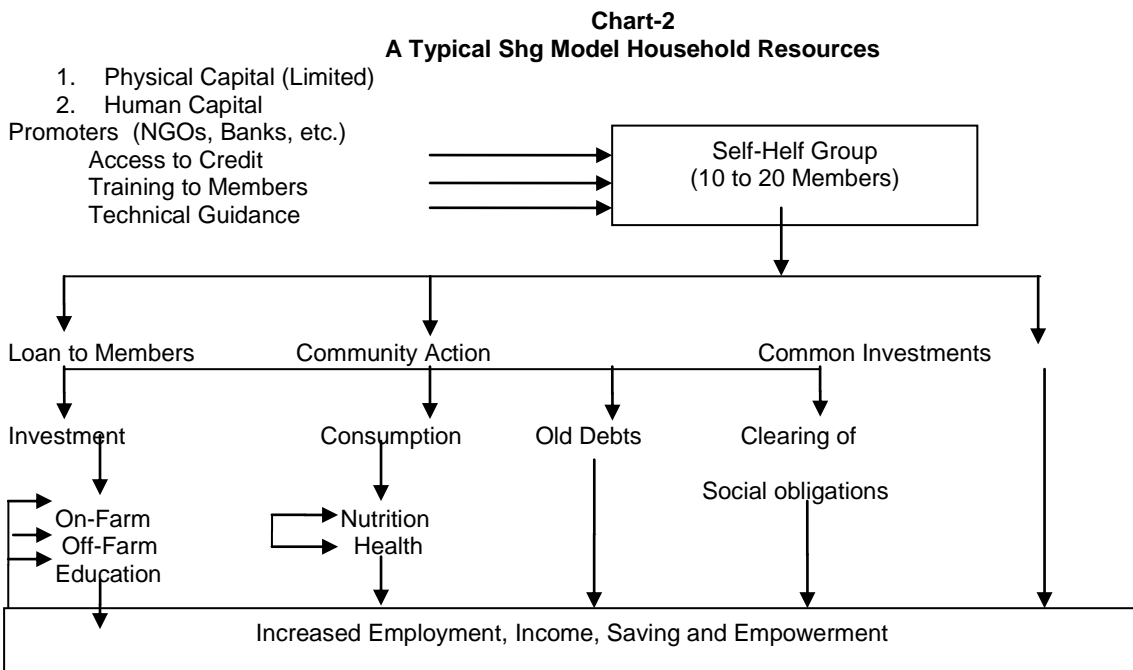 Chart-2
A Typical Shg Model Household Resources
1. Physical Capital (Limited)
2. Human Capital
Promoters (NGOs, Banks, etc.)
Access to Credit
Training to Members
Technical Guidance
Self-Helf Group
(10 to 20 Members)
Loan to Members Community Action Common Investments
Investment Consumption Old Debts Clearing of
Social obligations
On-Farm Nutrition
Off-Farm Health
Education
Increased Employment, Income, Saving and Empowerment